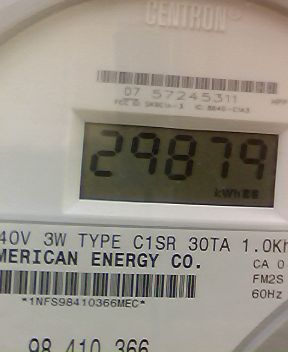 CENTRON®
07 57245311
29879
kWh
40V 3W TYPE C1SR 30TA 1.0Kh
MERICAN ENERGY CO.
CA 0
FM2S
60Hz
*1NFS98410366MEC*
98 410 366